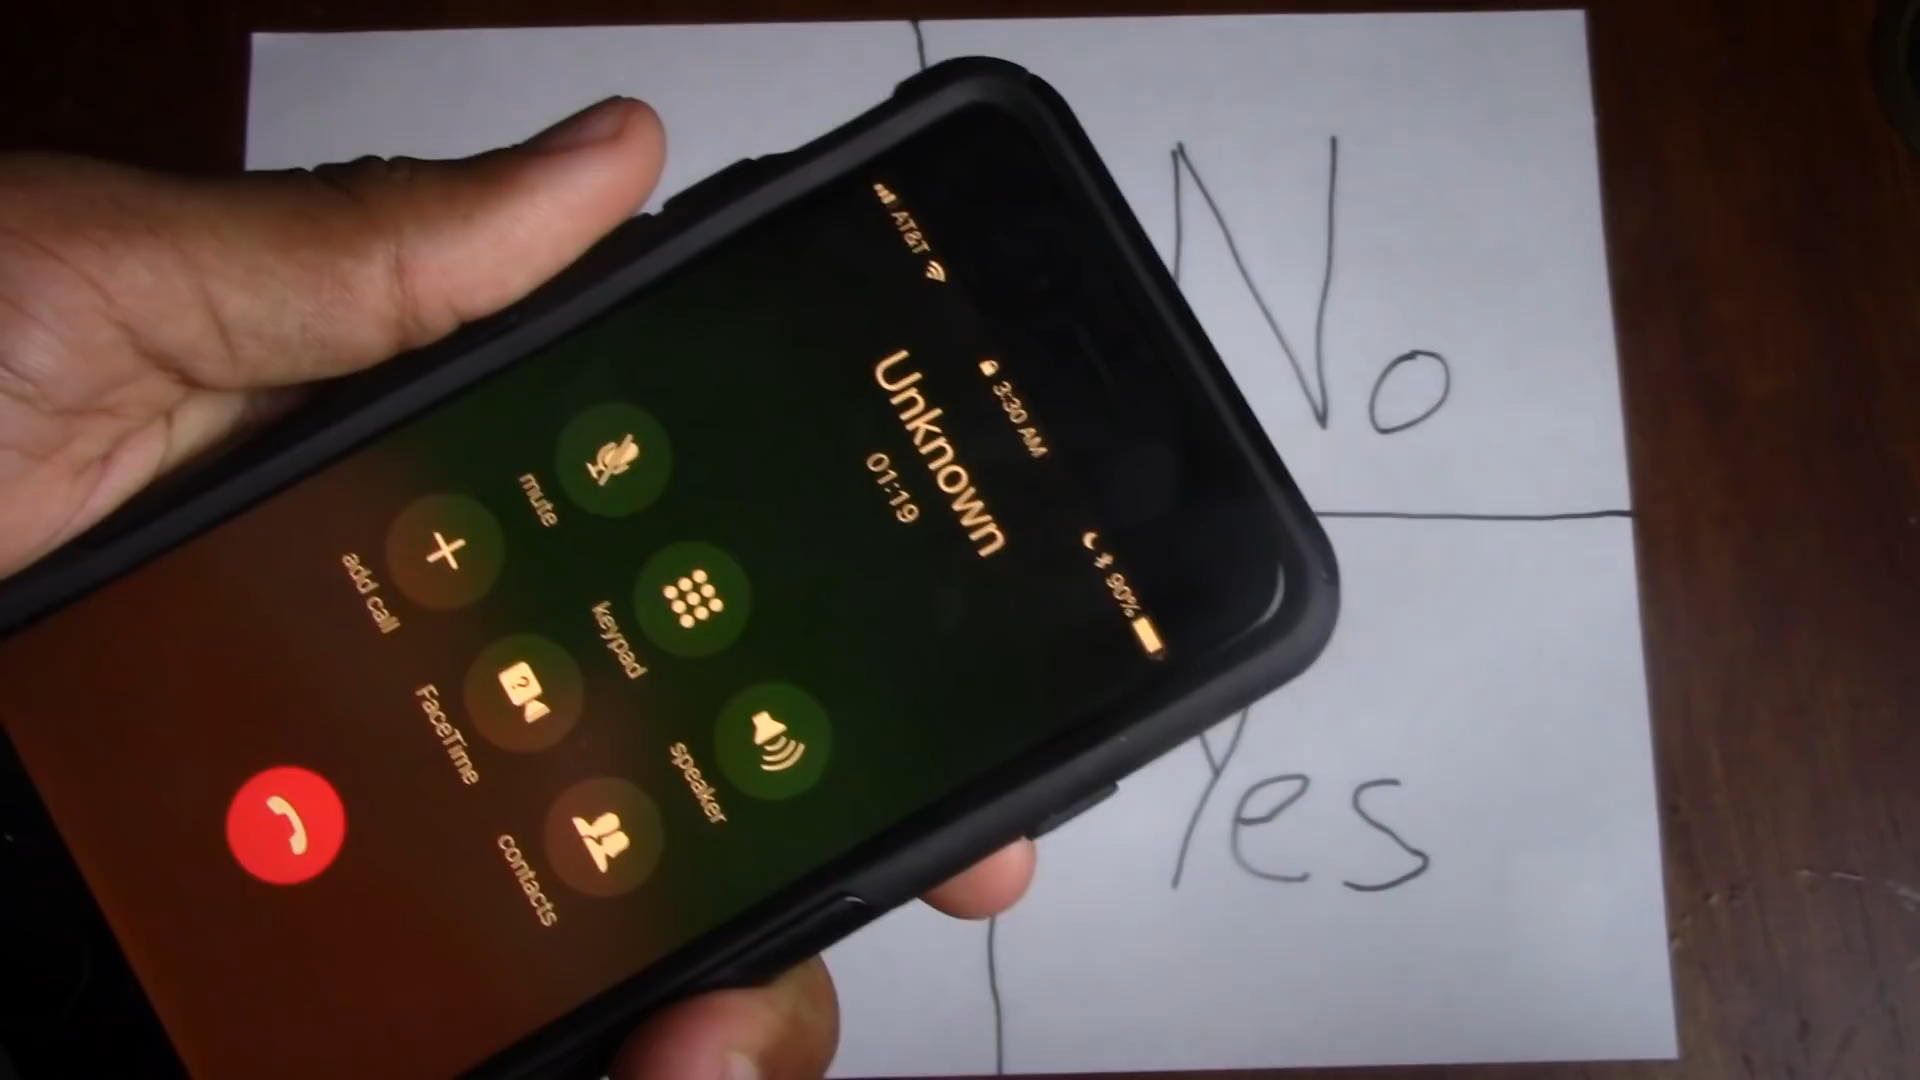 AT&T
3:30 AM
90%
Unknown
01:19
mute
keypad
speaker
add call
FaceTime
contacts
No
Yes